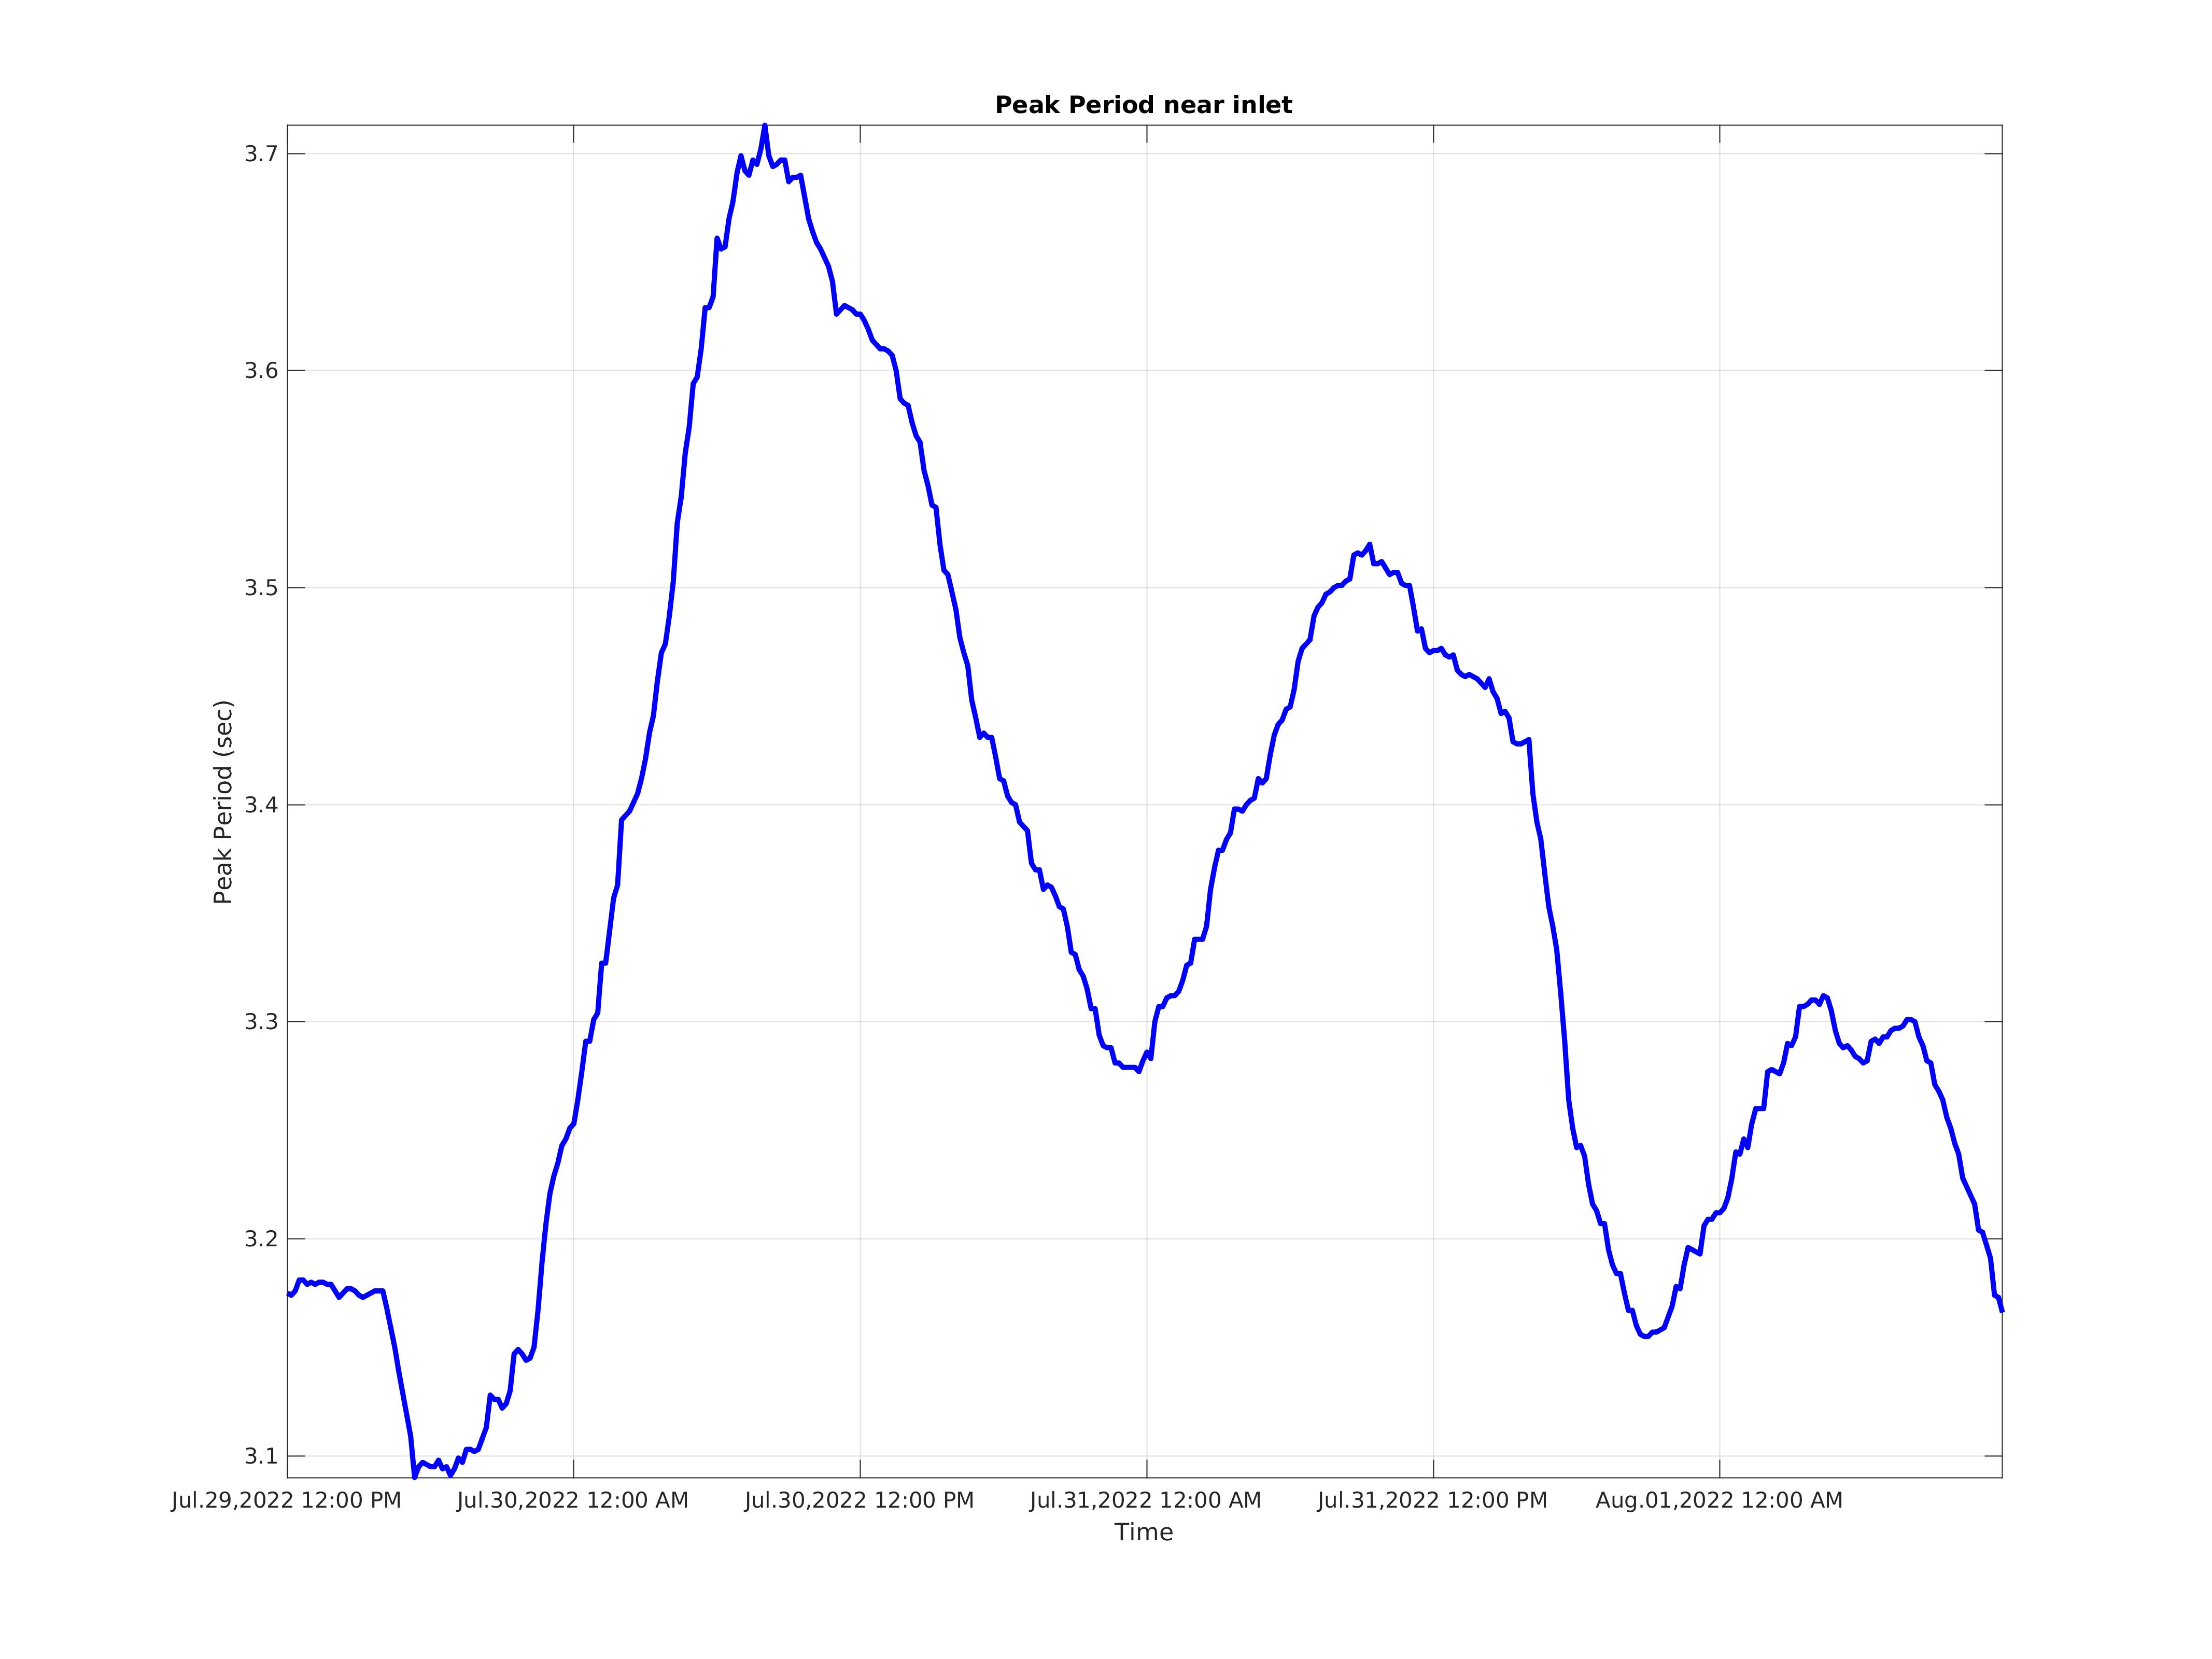 Peak Period near inlet
3.7
3.6
3.5
3.4
3.3
3.2
3.1
Peak Period (sec)
Jul.29,2022 12:00 PM Jul.30,2022 12:00 AM Jul.30,2022 12:00 PM Jul.31,2022 12:00 AM Jul.31,2022 12:00 PM Aug.01,2022 12:00 AM
Time